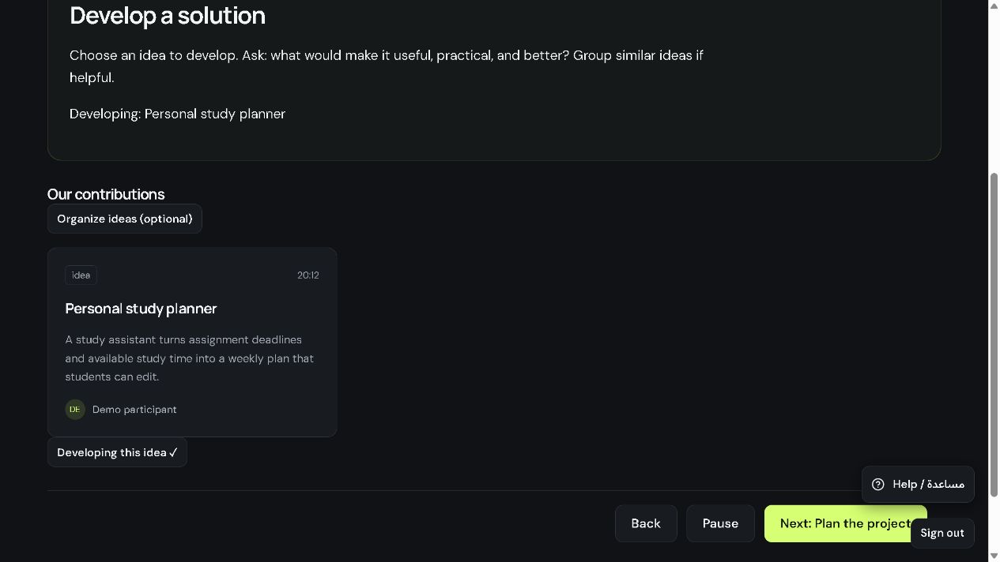 Develop a solution
Choose an idea to develop. Ask: what would make it useful, practical, and better? Group similar ideas if
helpful.
Developing: Personal study planner
Our contributions
Organize ideas (optional)
idea
20:12
Personal study planner
A study assistant turns assignment deadlines
and available study time into a weekly plan that
students can edit.
DE
Demo participant
Developing this idea ✓
Help / مساعدة
Back
Pause
Next: Plan the project
Sign out